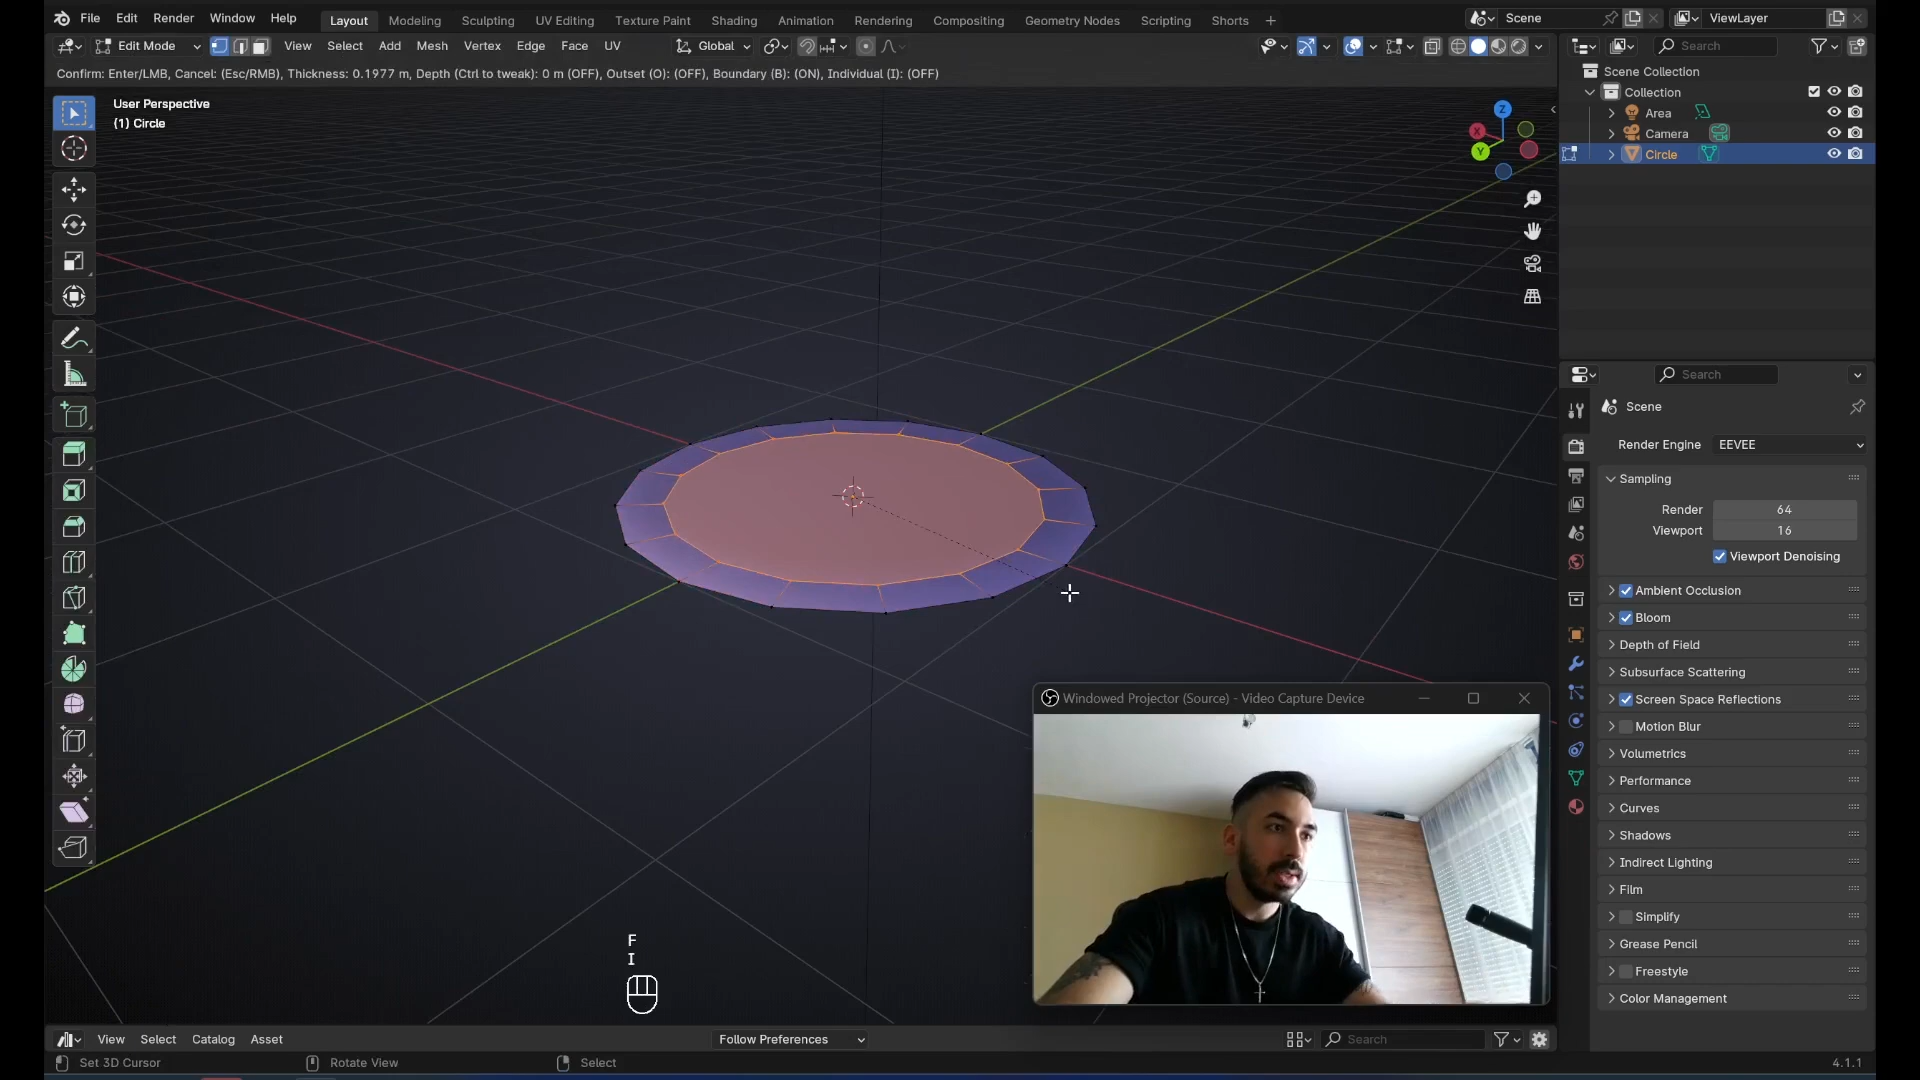 File Edit Render Window Help Layout Modeling Sculpting UV Editing Texture Paint Shading Animation Rendering Compositing Geometry Nodes Scripting Shorts + Scene ViewLayer
Edit Mode View Select Add Mesh Vertex Edge Face UV Global Search
Confirm: Enter/LMB, Cancel: (Esc/RMB), Thickness: 0.1977 m, Depth (Ctrl to tweak): 0 m (OFF), Outset (O): (OFF), Boundary (B): (ON), Individual (I): (OFF)
User Perspective
(1) Circle
Z
X
Y
Scene Collection
Collection
Area
Camera
Circle
Search
Scene
Render Engine EEVEE
Sampling
Render 64
Viewport 16
Viewport Denoising
Ambient Occlusion
Bloom
Depth of Field
Subsurface Scattering
Screen Space Reflections
Motion Blur
Volumetrics
Performance
Curves
Shadows
Indirect Lighting
Film
Simplify
Grease Pencil
Freestyle
Color Management
Windowed Projector (Source) - Video Capture Device
F
I
View Select Catalog Asset Follow Preferences Search
Set 3D Cursor Rotate View Select 4.1.1